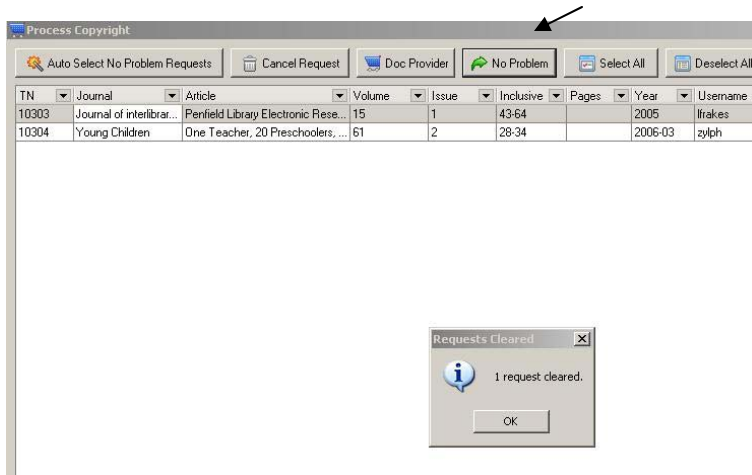 Process Copyright
Auto Select No Problem Requests Cancel Request Doc Provider No Problem Select All Deselect All
TN Journal Article Volume Issue Inclusive Pages Year Username
10303 Journal of interlibrar... Penfield Library Electronic Rese... 15 1 43-64 2005 lfrakes
10304 Young Children One Teacher, 20 Preschoolers, ... 61 2 28-34 2006-03 zylph
Requests Cleared
1 request cleared.
OK